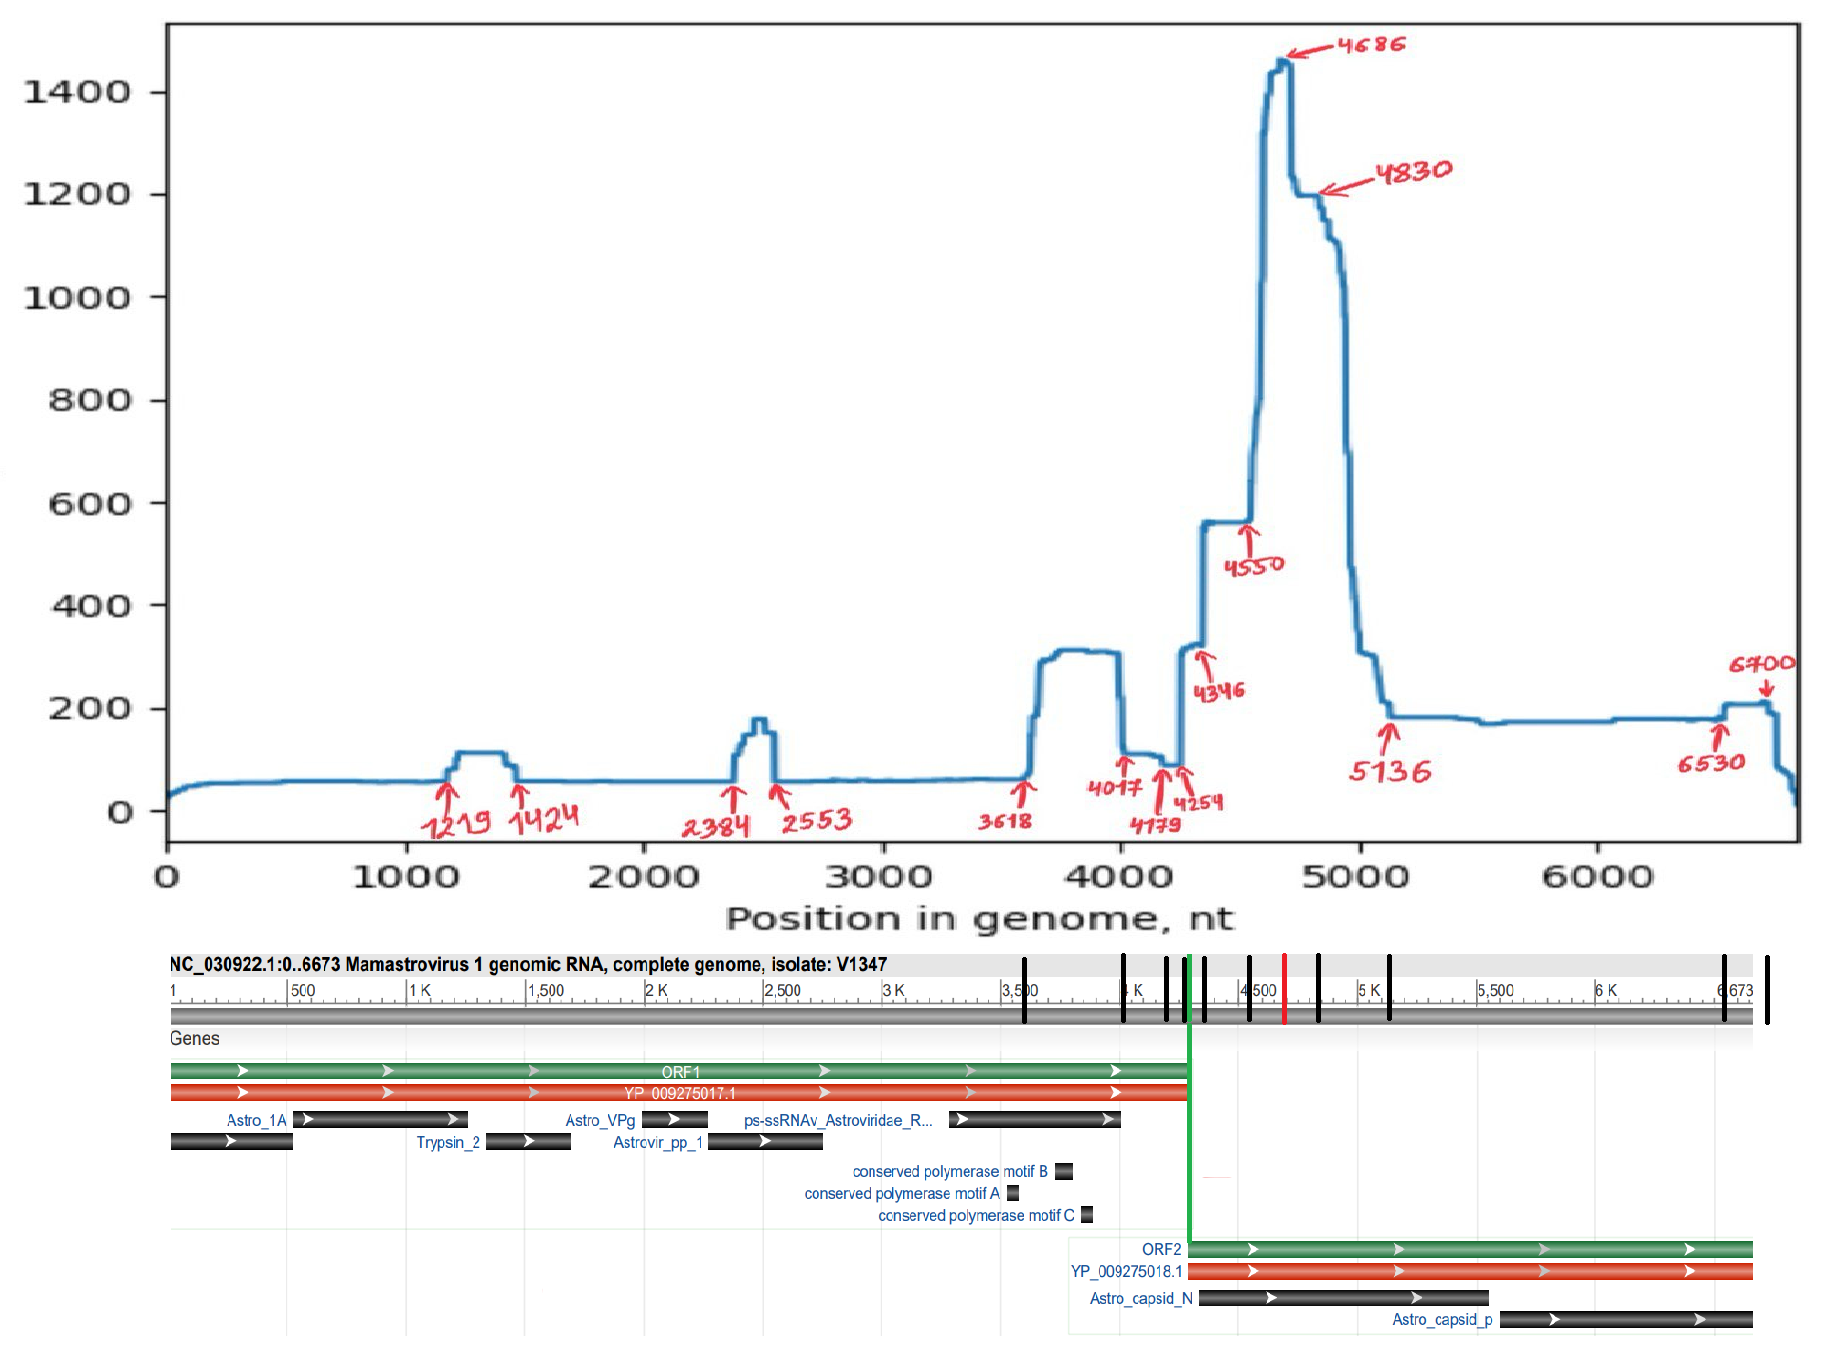 1400
1200
1000
800
600
400
200
0
4686
4830
4550
4346
4017
4179
4254
1219
1424
2384
2553
3618
5136
6530
6700
0 1000 2000 3000 4000 5000 6000
Position in genome, nt
NC_030922.1:0..6673 Mamastrovirus 1 genomic RNA, complete genome, isolate: V1347
1 500 1 K 1,500 2 K 2,500 3 K 3,500 4 K 4,500 5 K 5,500 6 K 6,673
Genes
ORF1
YP_009275017.1
Astro_1A Astro_VPg ps-ssRNAv_Astroviridae_R...
Trypsin_2 Astrovir_pp_1
conserved polymerase motif B
conserved polymerase motif A
conserved polymerase motif C
ORF2
YP_009275018.1
Astro_capsid_N
Astro_capsid_p